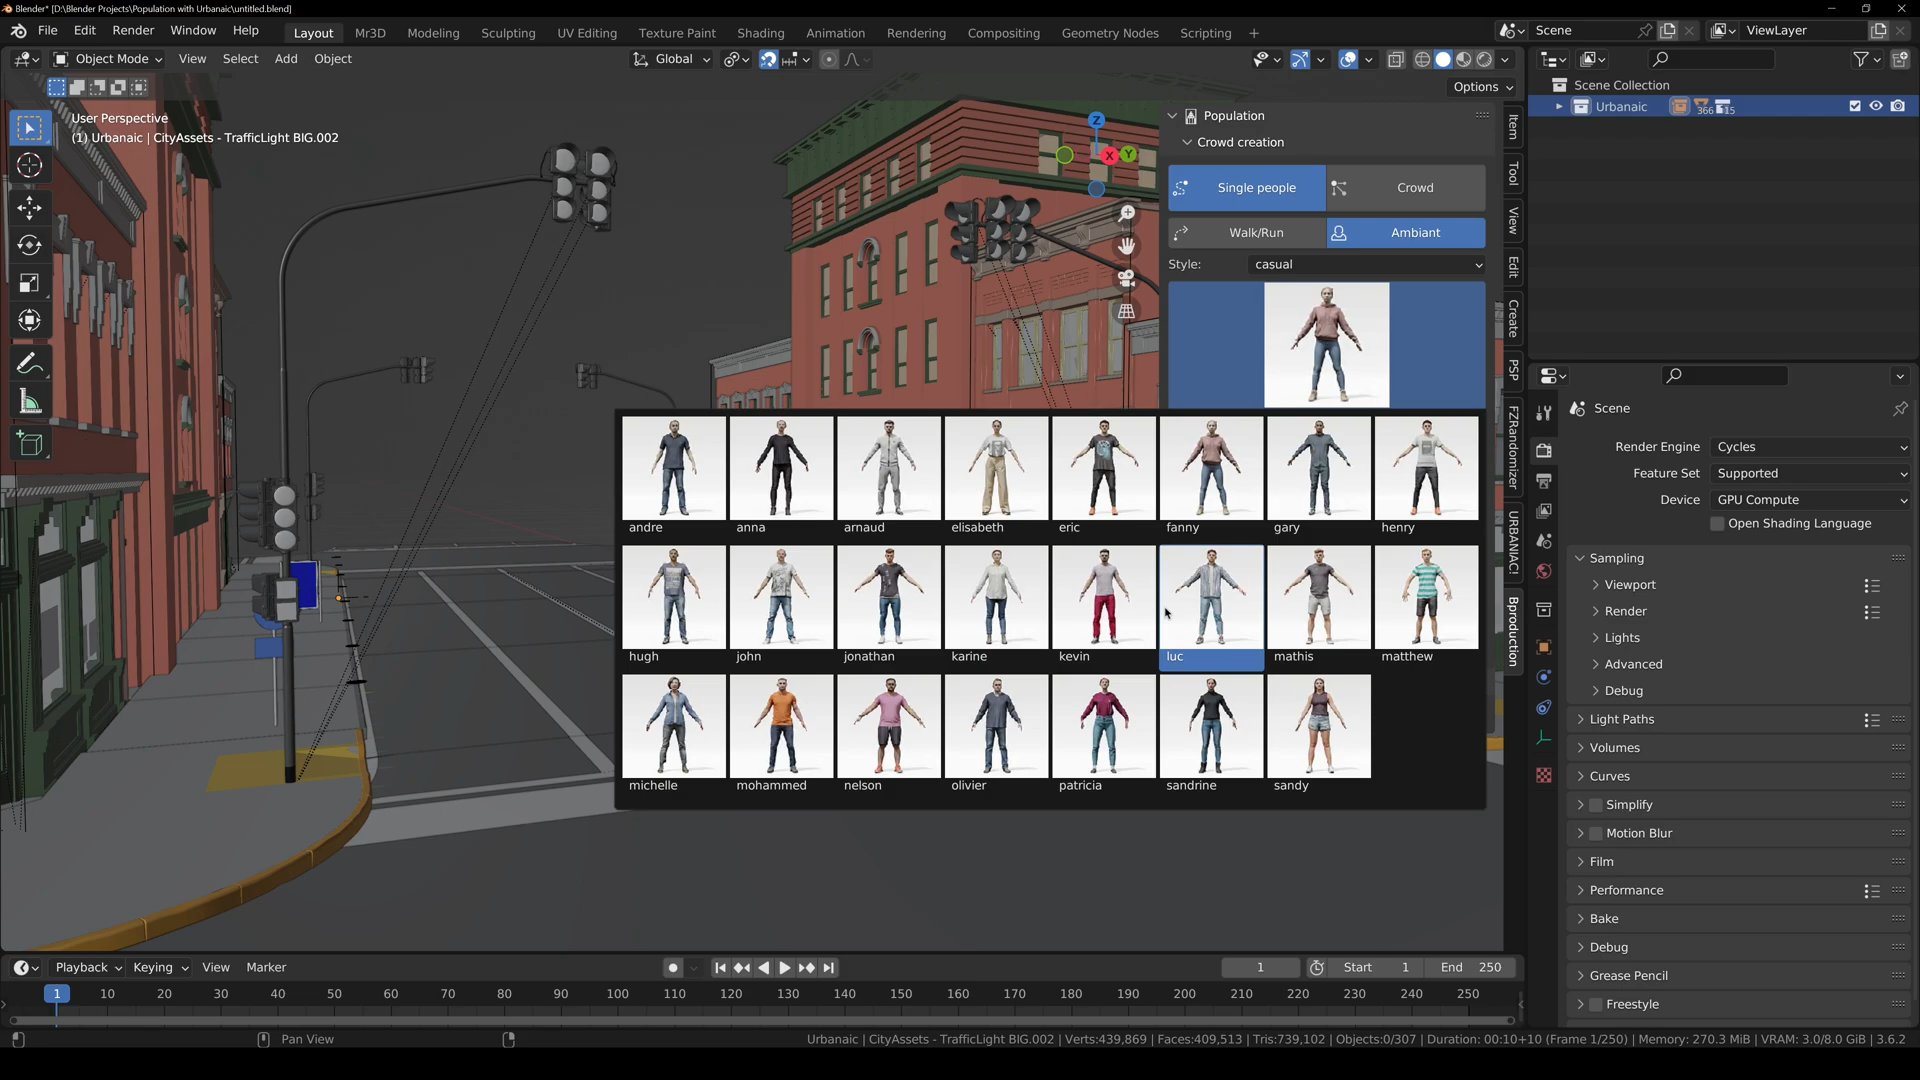 Blender* [D:\Blender Projects\Population with Urbanaic\untitled.blend]
File Edit Render Window Help Layout Mr3D Modeling Sculpting UV Editing Texture Paint Shading Animation Rendering Compositing Geometry Nodes Scripting + Scene ViewLayer
Object Mode View Select Add Object Global
Options
User Perspective
(1) Urbanaic | CityAssets - TrafficLight BIG.002
Z
X
Y
Population
Crowd creation
Single people Crowd
Walk/Run Ambiant
Style: casual
andre anna arnaud elisabeth eric fanny gary henry
hugh john jonathan karine kevin luc mathis matthew
michelle mohammed nelson olivier patricia sandrine sandy
Item
Tool
View
Edit
Create
PSP
FZRandomizer
URBANIAC!
Bproduction
Scene Collection
Urbanaic 366 15
Scene
Render Engine Cycles
Feature Set Supported
Device GPU Compute
Open Shading Language
Sampling
Viewport
Render
Lights
Advanced
Debug
Light Paths
Volumes
Curves
Simplify
Motion Blur
Film
Performance
Bake
Debug
Grease Pencil
Freestyle
Playback Keying View Marker 1 Start 1 End 250
1 10 20 30 40 50 60 70 80 90 100 110 120 130 140 150 160 170 180 190 200 210 220 230 240 250
Pan View
Urbanaic | CityAssets - TrafficLight BIG.002 | Verts:439,869 | Faces:409,513 | Tris:739,102 | Objects:0/307 | Duration: 00:10+10 (Frame 1/250) | Memory: 270.3 MiB | VRAM: 3.0/8.0 GiB | 3.6.2